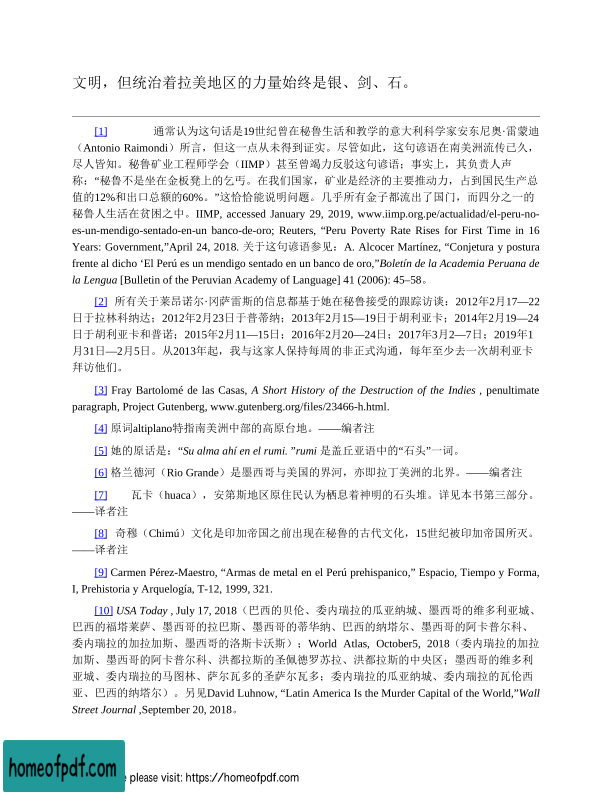 文明，但统治着拉美地区的力量始终是银、剑、石。
[1] 通常认为这句话是19世纪曾在秘鲁生活和教学的意大利科学家安东尼奥·雷蒙迪
（Antonio Raimondi）所言，但这一点从未得到证实。尽管如此，这句谚语在南美洲流传已久，
尽人皆知。秘鲁矿业工程师学会（IIMP）甚至曾竭力反驳这句谚语；事实上，其负责人声
称：“秘鲁不是坐在金板凳上的乞丐。在我们国家，矿业是经济的主要推动力，占到国民生产总
值的12%和出口总额的60%。”这恰恰能说明问题。几乎所有金子都流出了国门，而四分之一的
秘鲁人生活在贫困之中。IIMP, accessed January 29, 2019, www.iimp.org.pe/actualidad/el-peru-no-
es-un-mendigo-sentado-en-un banco-de-oro; Reuters, “Peru Poverty Rate Rises for First Time in 16
Years: Government,”April 24, 2018. 关于这句谚语参见：A. Alcocer Martínez, “Conjetura y postura
frente al dicho ‘El Perú es un mendigo sentado en un banco de oro,”Boletín de la Academia Peruana de
la Lengua [Bulletin of the Peruvian Academy of Language] 41 (2006): 45–58。
[2] 所有关于莱昂诺尔·冈萨雷斯的信息都基于她在秘鲁接受的跟踪访谈：2012年2月17—22
日于拉林科纳达；2012年2月23日于普蒂纳；2013年2月15—19日于胡利亚卡；2014年2月19—24
日于胡利亚卡和普诺；2015年2月11—15日；2016年2月20—24日；2017年3月2—7日；2019年1
月31日—2月5日。从2013年起，我与这家人保持每周的非正式沟通，每年至少去一次胡利亚卡
拜访他们。
[3] Fray Bartolomé de las Casas, A Short History of the Destruction of the Indies , penultimate
paragraph, Project Gutenberg, www.gutenberg.org/files/23466-h.html.
[4] 原词altiplano特指南美洲中部的高原台地。——编者注
[5] 她的原话是：“Su alma ahí en el rumi. ”rumi 是盖丘亚语中的“石头”一词。
[6] 格兰德河（Rio Grande）是墨西哥与美国的界河，亦即拉丁美洲的北界。——编者注
[7] 瓦卡（huaca），安第斯地区原住民认为栖息着神明的石头堆。详见本书第三部分。
——译者注
[8] 奇穆（Chimú）文化是印加帝国之前出现在秘鲁的古代文化，15世纪被印加帝国所灭。
——译者注
[9] Carmen Pérez-Maestro, “Armas de metal en el Perú prehispanico,” Espacio, Tiempo y Forma,
I, Prehistoria y Arquelogía, T-12, 1999, 321.
[10] USA Today , July 17, 2018（巴西的贝伦、委内瑞拉的瓜亚纳城、墨西哥的维多利亚城、
巴西的福塔莱萨、墨西哥的拉巴斯、墨西哥的蒂华纳、巴西的纳塔尔、墨西哥的阿卡普尔科、
委内瑞拉的加拉加斯、墨西哥的洛斯卡沃斯）；World Atlas, October5, 2018（委内瑞拉的加拉
加斯、墨西哥的阿卡普尔科、洪都拉斯的圣佩德罗苏拉、洪都拉斯的中央区；墨西哥的维多利
亚城、委内瑞拉的马图林、萨尔瓦多的圣萨尔瓦多；委内瑞拉的瓜亚纳城、委内瑞拉的瓦伦西
亚、巴西的纳塔尔）。另见David Luhnow, “Latin America Is the Murder Capital of the World,”Wall
Street Journal ,September 20, 2018。
homeofpdf.com
please visit: https://homeofpdf.com